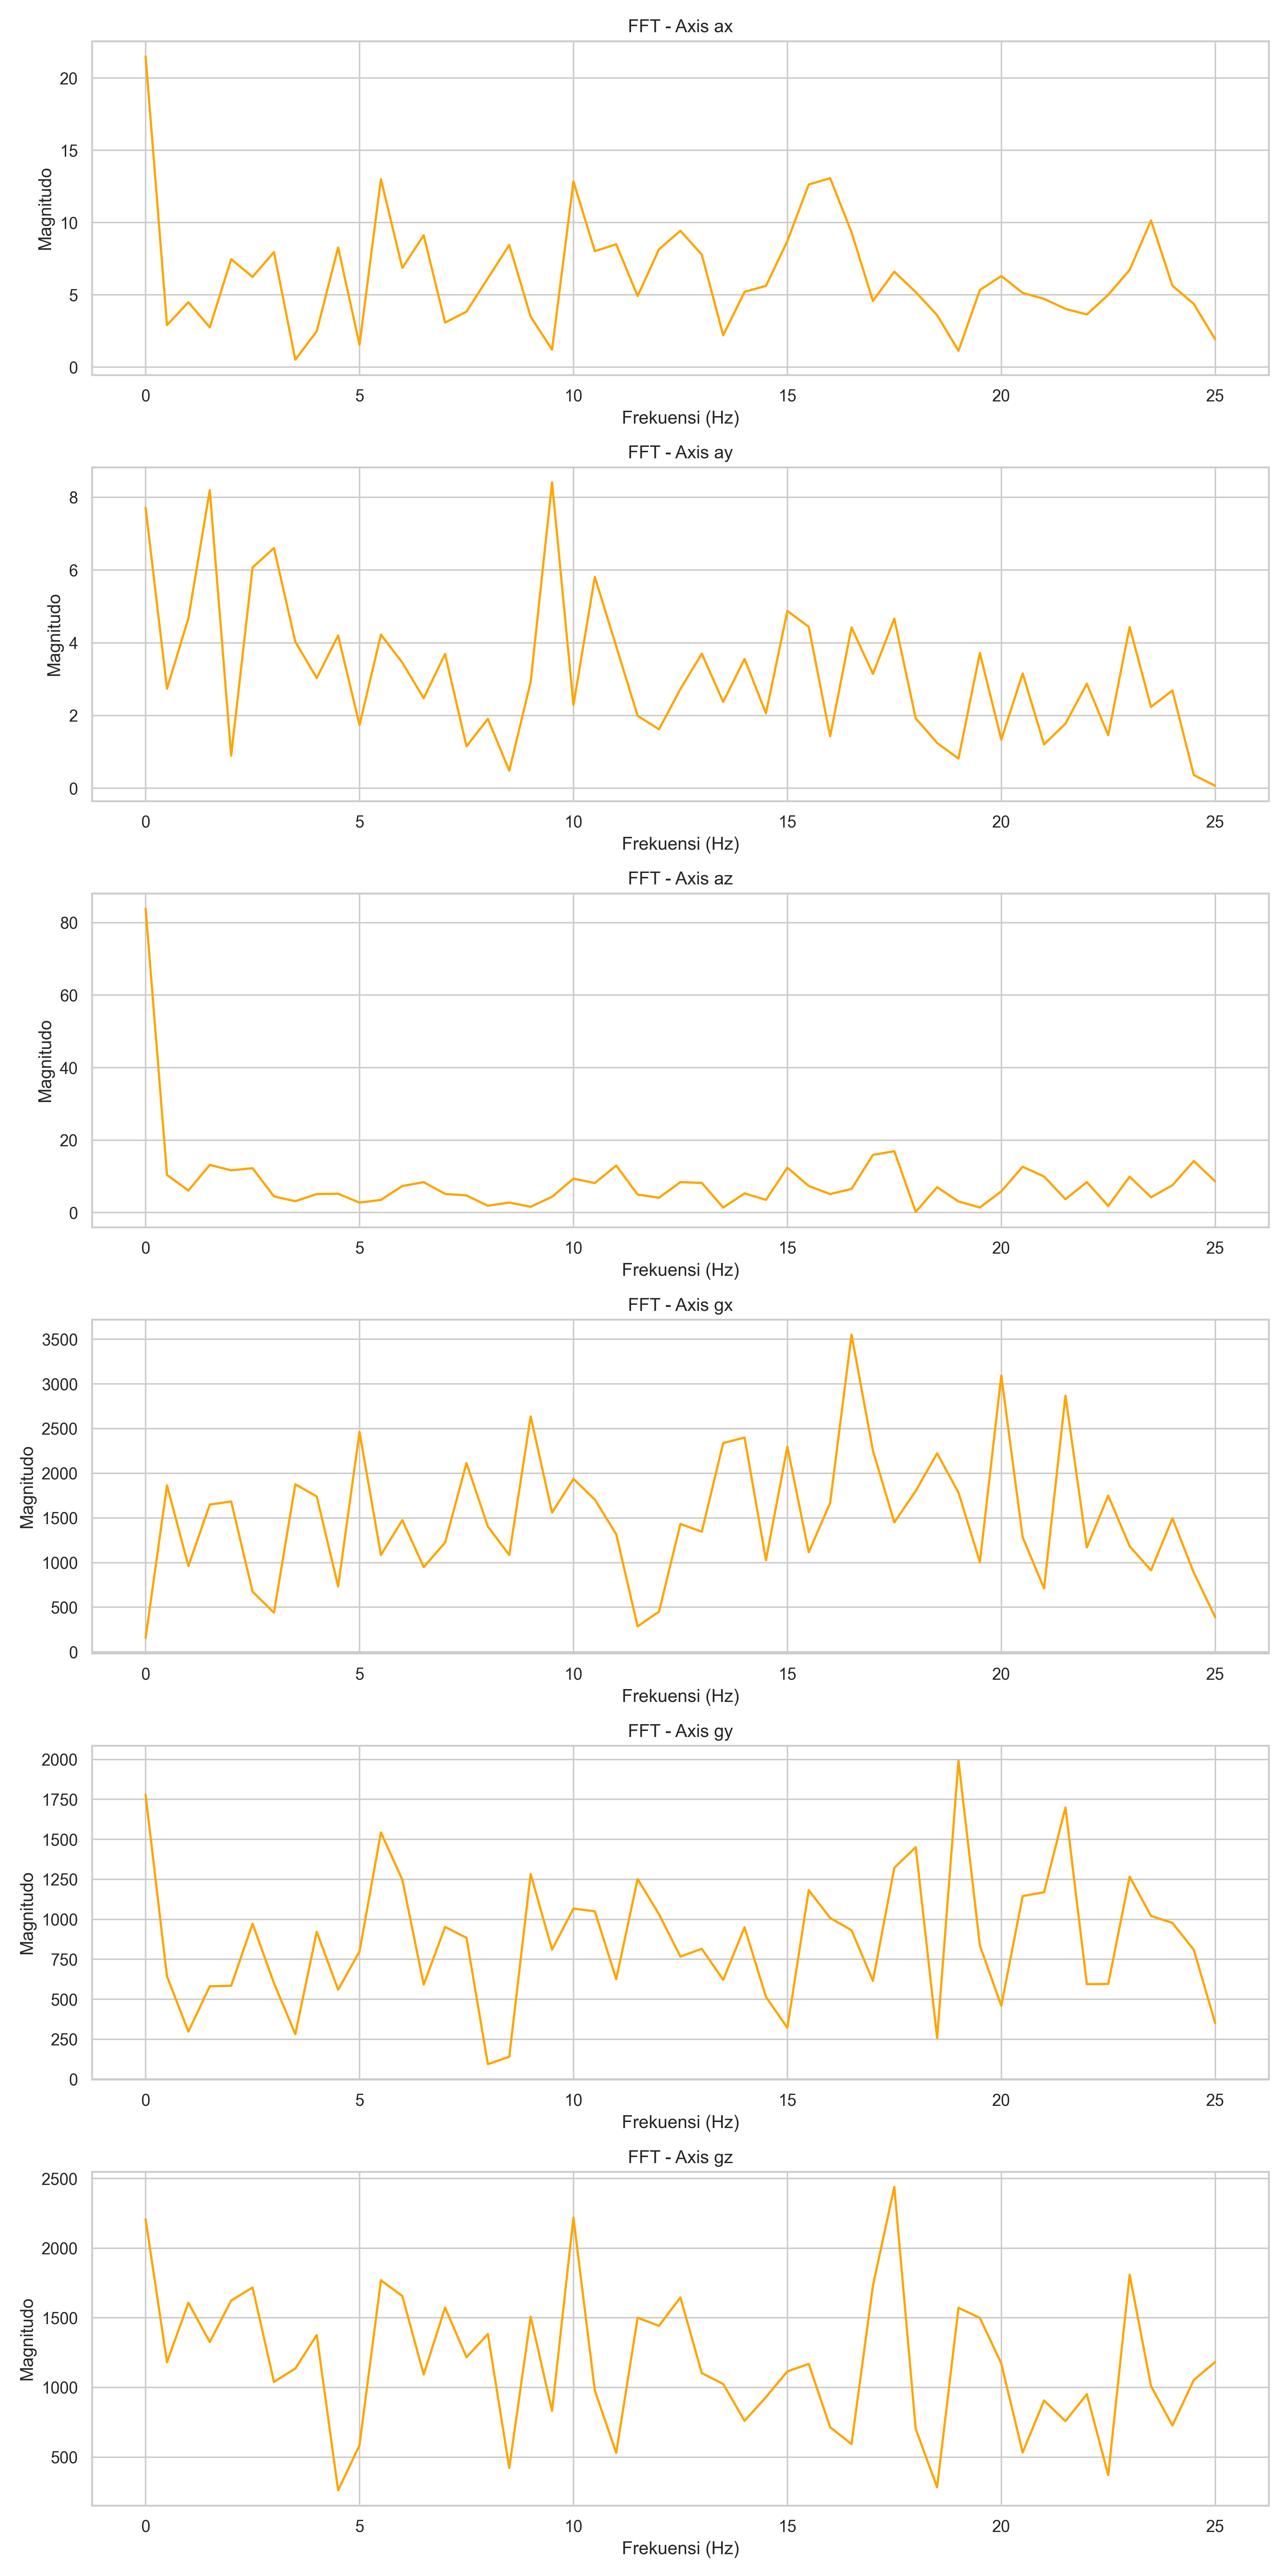 FFT - Axis ax
Magnitudo
20
15
10
5
0
0 5 10 15 20 25
Frekuensi (Hz)
FFT - Axis ay
Magnitudo
8
6
4
2
0
0 5 10 15 20 25
Frekuensi (Hz)
FFT - Axis az
Magnitudo
80
60
40
20
0
0 5 10 15 20 25
Frekuensi (Hz)
FFT - Axis gx
Magnitudo
3500
3000
2500
2000
1500
1000
500
0
0 5 10 15 20 25
Frekuensi (Hz)
FFT - Axis gy
Magnitudo
2000
1750
1500
1250
1000
750
500
250
0
0 5 10 15 20 25
Frekuensi (Hz)
FFT - Axis gz
Magnitudo
2500
2000
1500
1000
500
0 5 10 15 20 25
Frekuensi (Hz)